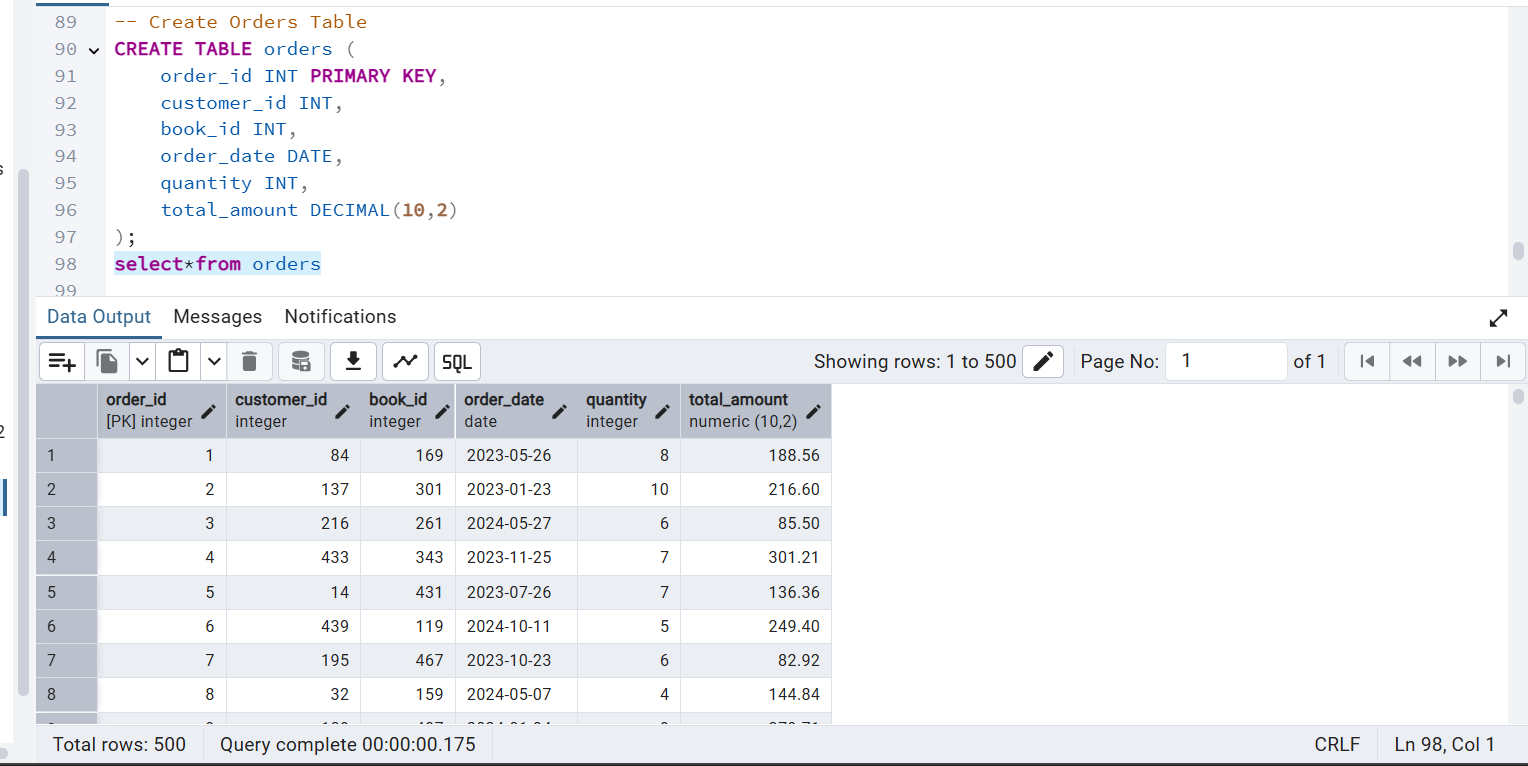 89 -- Create Orders Table
90 CREATE TABLE orders (
91 order_id INT PRIMARY KEY,
92 customer_id INT,
93 book_id INT,
94 order_date DATE,
95 quantity INT,
96 total_amount DECIMAL(10,2)
97 );
98 select*from orders
99
Data Output Messages Notifications
SQL Showing rows: 1 to 500 Page No: 1 of 1
order_id customer_id book_id order_date quantity total_amount
[PK] integer integer integer date integer numeric (10,2)
1 1 84 169 2023-05-26 8 188.56
2 2 137 301 2023-01-23 10 216.60
3 3 216 261 2024-05-27 6 85.50
4 4 433 343 2023-11-25 7 301.21
5 5 14 431 2023-07-26 7 136.36
6 6 439 119 2024-10-11 5 249.40
7 7 195 467 2023-10-23 6 82.92
8 8 32 159 2024-05-07 4 144.84
Total rows: 500 Query complete 00:00:00.175 CRLF Ln 98, Col 1